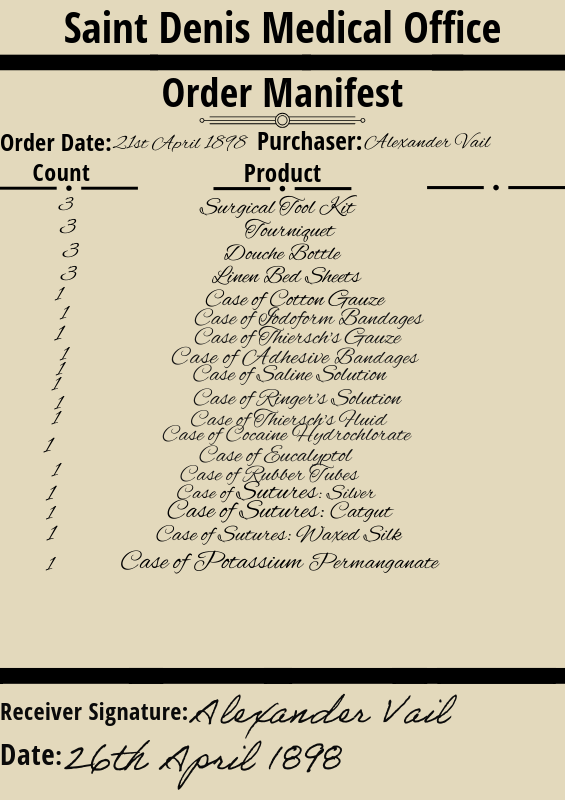 Saint Denis Medical Office
Order Manifest
Order Date: 21st April 1898 Purchaser: Alexander Vail
Count Product
3 Surgical Tool Kit
3 Tourniquet
3 Douche Bottle
3 Linen Bed Sheets
1 Case of Cotton Gauze
1 Case of Iodoform Bandages
1 Case of Thiersch's Gauze
1 Case of Adhesive Bandages
1 Case of Saline Solution
1 Case of Ringer's Solution
1 Case of Thiersch's Fluid
1 Case of Cocaine Hydrochlorate
1 Case of Eucalyptol
1 Case of Rubber Tubes
1 Case of Sutures: Silver
1 Case of Sutures: Catgut
1 Case of Sutures: Waxed Silk
1 Case of Potassium Permanganate
Receiver Signature: Alexander Vail
Date: 26th April 1898